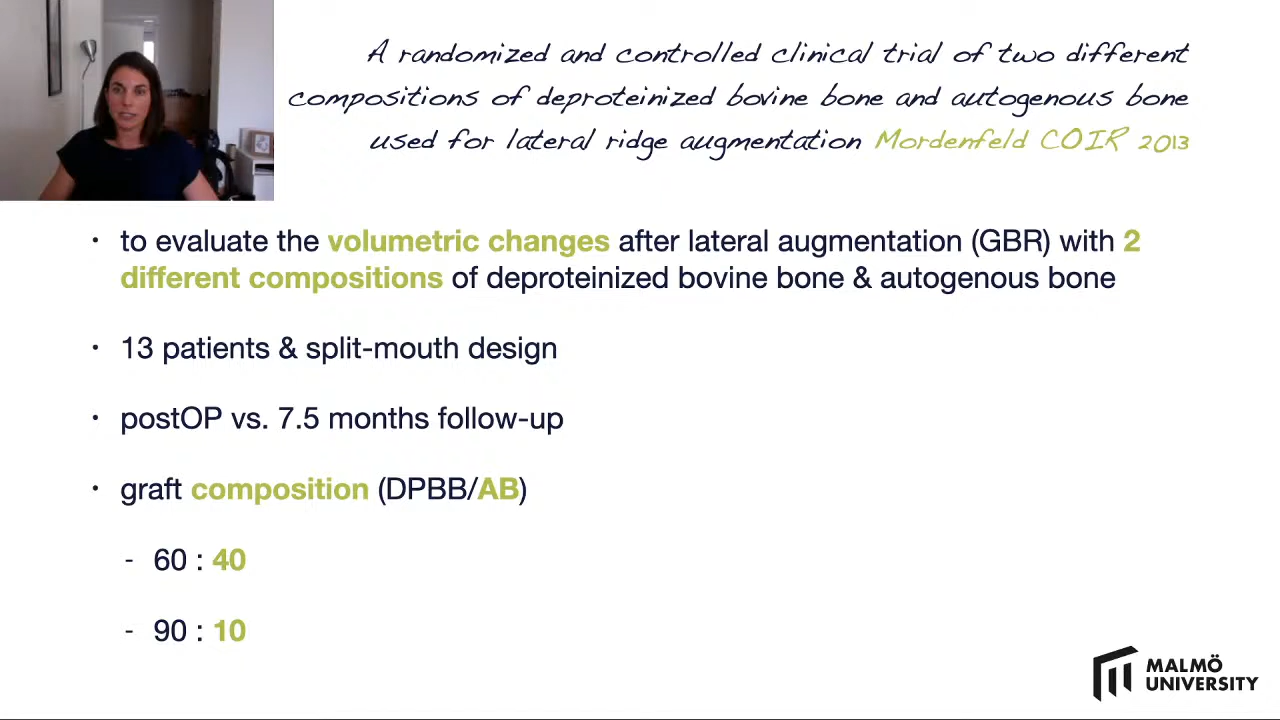 A randomized and controlled clinical trial of two different
compositions of deproteinized bovine bone and autogenous bone
used for lateral ridge augmentation Mordenfeld COIR 2013
• to evaluate the volumetric changes after lateral augmentation (GBR) with 2
different compositions of deproteinized bovine bone & autogenous bone
• 13 patients & split-mouth design
• postOP vs. 7.5 months follow-up
• graft composition (DPBB/AB)
- 60 : 40
- 90 : 10
MALMÖ
UNIVERSITY